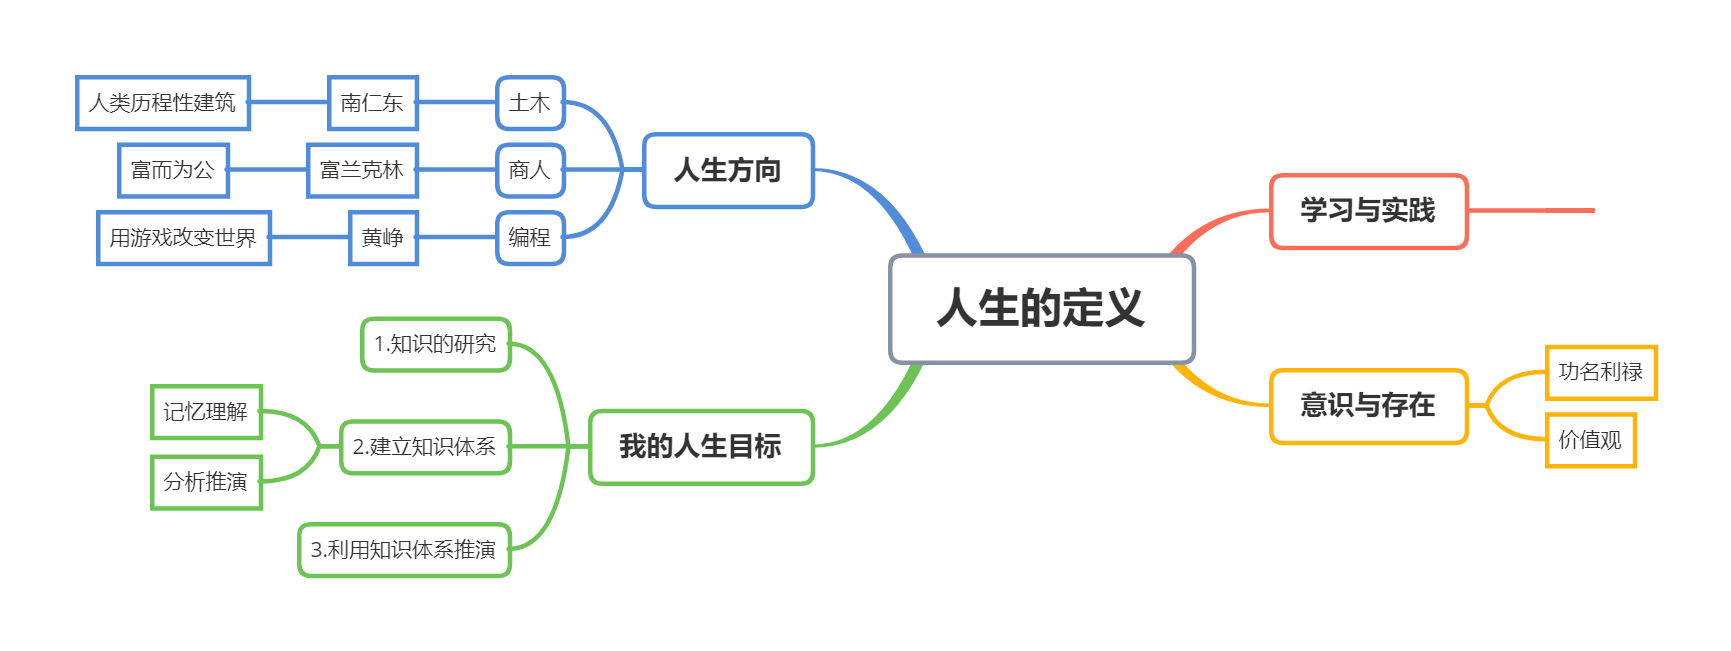 人生的定义
学习与实践
意识与存在
功名利禄
价值观
人生方向
土木
南仁东
人类历程性建筑
商人
富兰克林
富而为公
编程
黄峥
用游戏改变世界
我的人生目标
1.知识的研究
2.建立知识体系
记忆理解
分析推演
3.利用知识体系推演